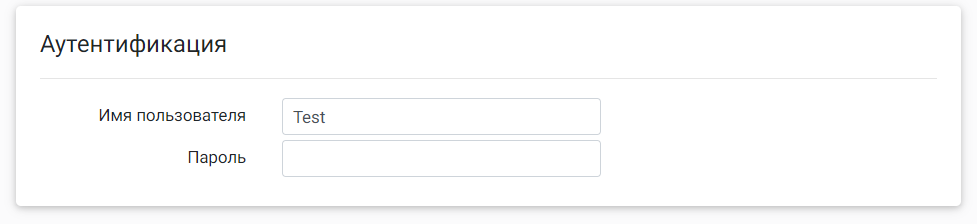 Аутентификация
Имя пользователя
Test
Пароль